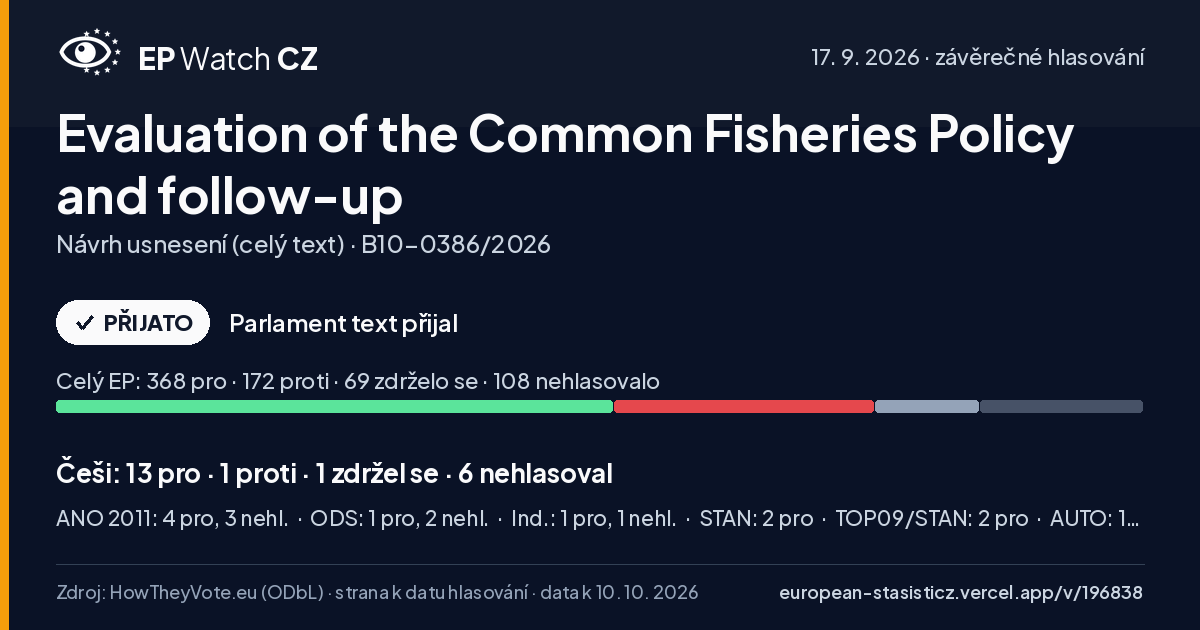 EP Watch CZ
17. 9. 2026 · závěrečné hlasování
Evaluation of the Common Fisheries Policy
and follow-up
Návrh usnesení (celý text) · B10–0386/2026
✓ PŘIJATO
Parlament text přijal
Celý EP: 368 pro · 172 proti · 69 zdrželo se · 108 nehlasovalo
Češi: 13 pro · 1 proti · 1 zdržel se · 6 nehlasoval
ANO 2011: 4 pro, 3 nehl. · ODS: 1 pro, 2 nehl. · Ind.: 1 pro, 1 nehl. · STAN: 2 pro · TOP09/STAN: 2 pro · AUTO: 1…
Zdroj: HowTheyVote.eu (ODbL) · strana k datu hlasování · data k 10. 10. 2026
european-stasisticz.vercel.app/v/196838